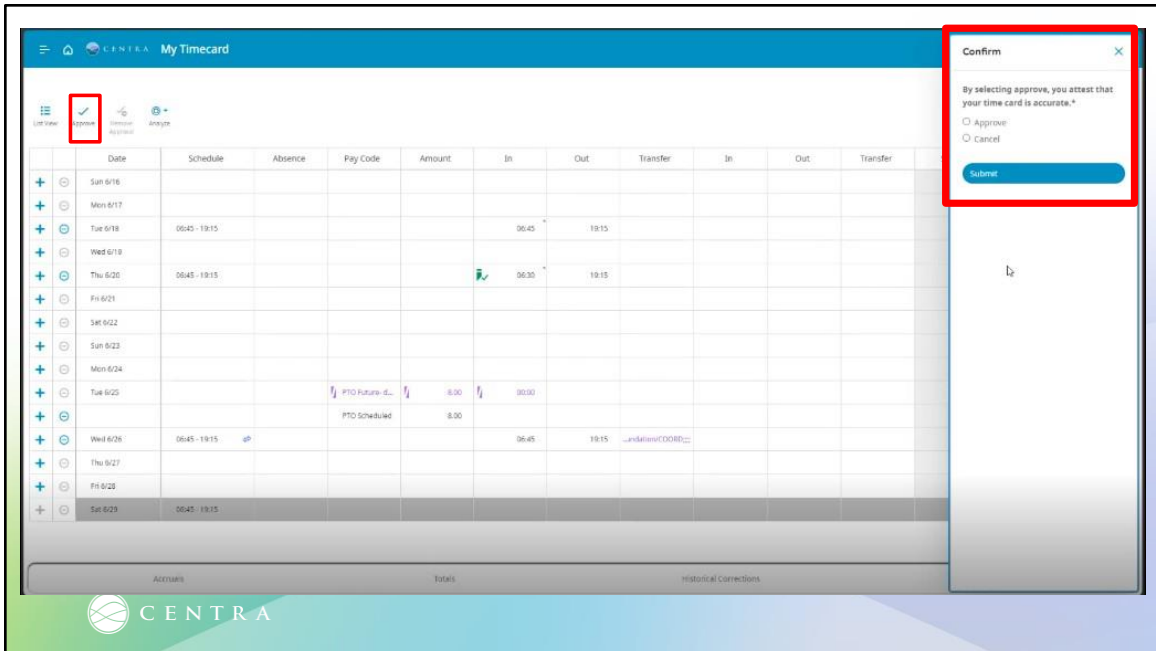 CENTRA My Timecard
Confirm
By selecting approve, you attest that
your time card is accurate.*
Approve
Cancel
Submit
List View Approve Remove Approval Analyze
Date Schedule Absence Pay Code Amount In Out Transfer In Out Transfer
Sun 6/16
Mon 6/17
Tue 6/18 06:45 - 19:15 06:45 19:15
Wed 6/19
Thu 6/20 06:45 - 19:15 06:30 19:15
Fri 6/21
Sat 6/22
Sun 6/23
Mon 6/24
Tue 6/25 PTO Future- d... 8.00 00:00
PTO Scheduled 8.00
Wed 6/26 06:45 - 19:15 06:45 19:15 ...undation/COORD;;;;
Thu 6/27
Fri 6/28
Sat 6/29 06:45 - 19:15
Accruals Totals Historical Corrections
CENTRA